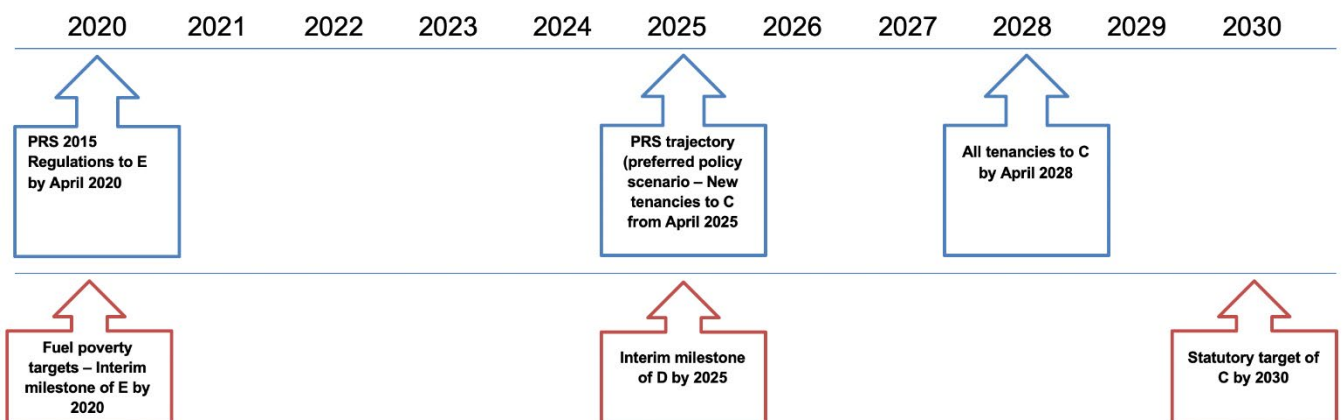 2020 2021 2022 2023 2024 2025 2026 2027 2028 2029 2030
PRS 2015
Regulations to E
by April 2020
PRS trajectory
(preferred policy
scenario – New
tenancies to C
from April 2025
All tenancies to C
by April 2028
Fuel poverty
targets – Interim
milestone of E by
2020
Interim milestone
of D by 2025
Statutory target of
C by 2030